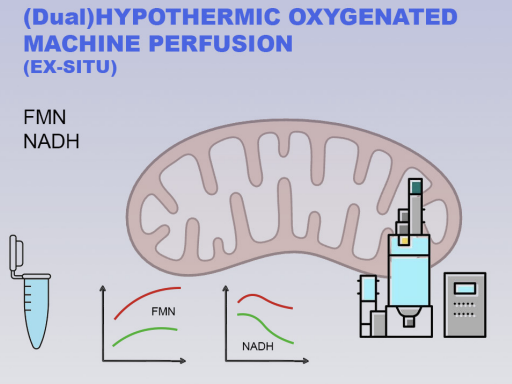 (Dual)HYPOTHERMIC OXYGENATED
MACHINE PERFUSION
(EX-SITU)
FMN
NADH
FMN
NADH